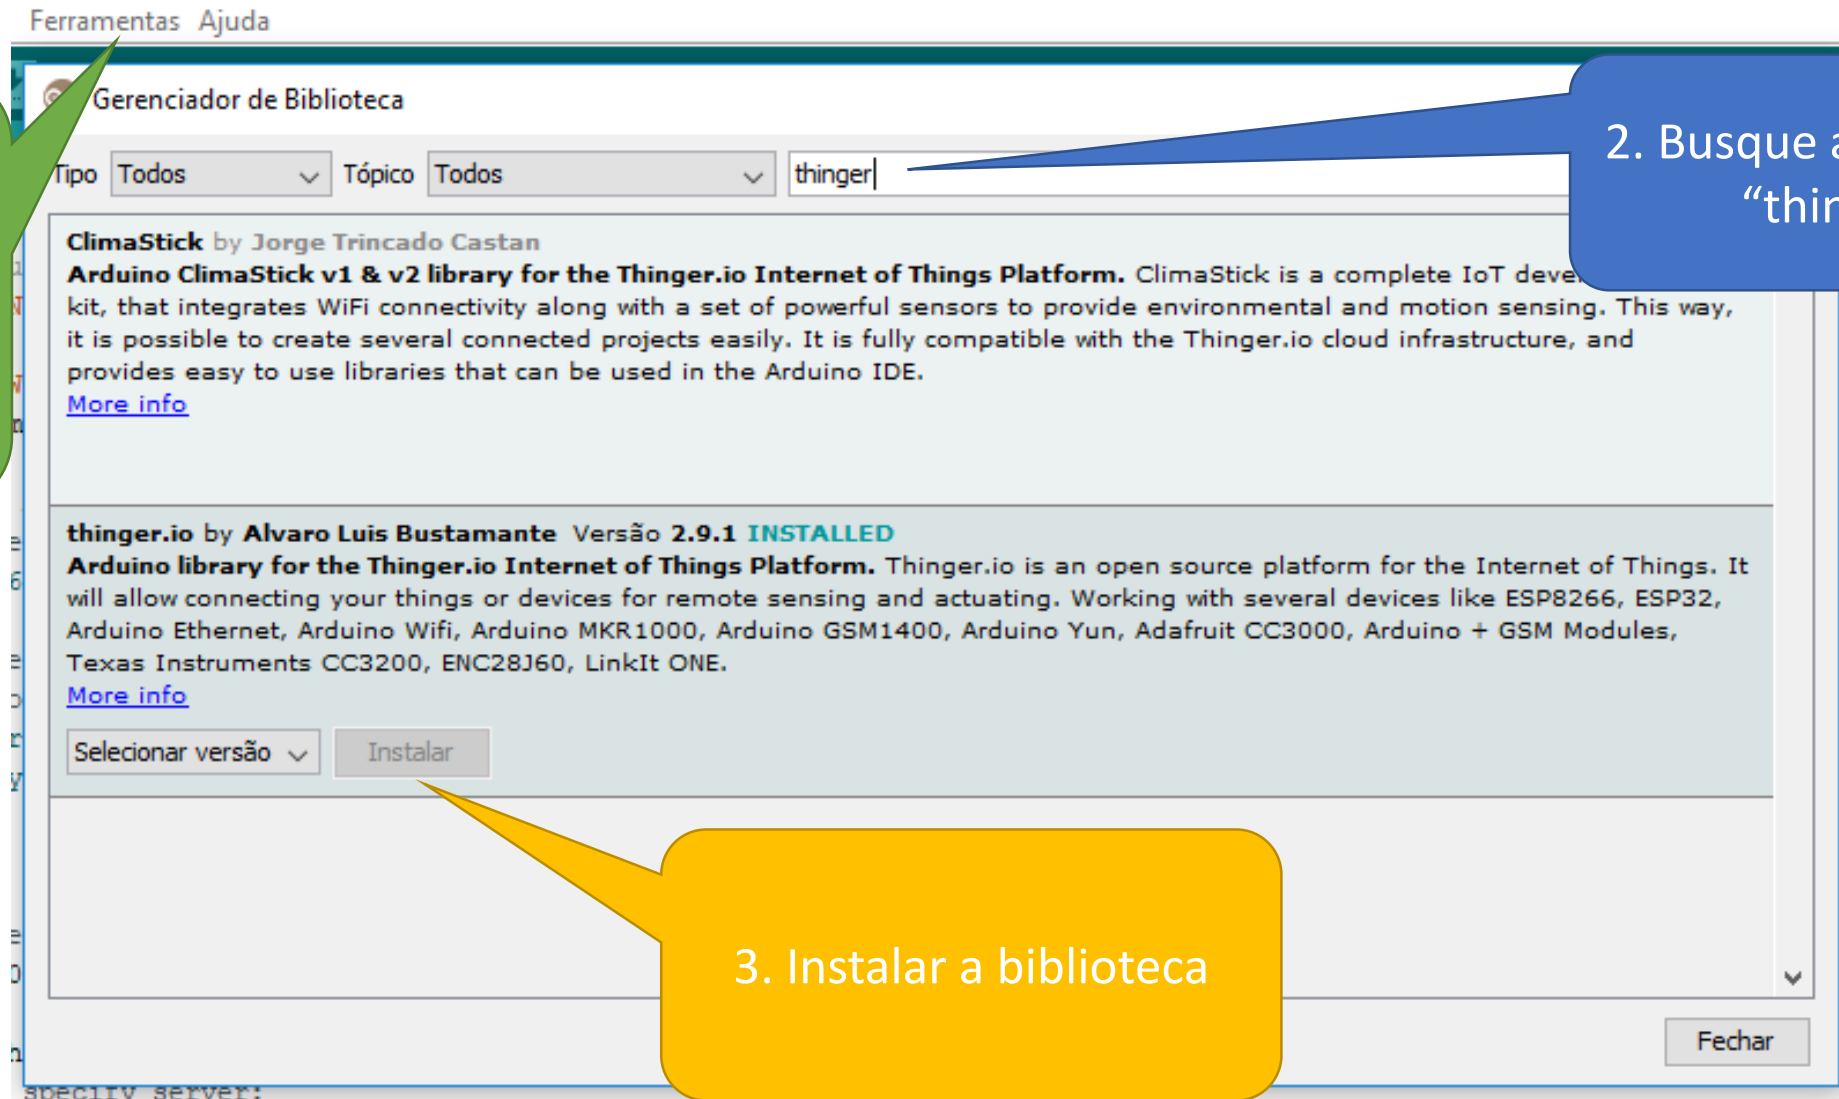 Ferramentas Ajuda
Gerenciador de Biblioteca
Tipo Todos Tópico Todos thinger
2. Busque
ClimaStick by Jorge Trincado Castan
Arduino ClimaStick v1 & v2 library for the Thinger.io Internet of Things Platform. ClimaStick is a complete IoT
kit, that integrates WiFi connectivity along with a set of powerful sensors to provide environmental and motion sensing. This way,
it is possible to create several connected projects easily. It is fully compatible with the Thinger.io cloud infrastructure, and
provides easy to use libraries that can be used in the Arduino IDE.
More info
thinger.io by Alvaro Luis Bustamante Versão 2.9.1 INSTALLED
Arduino library for the Thinger.io Internet of Things Platform. Thinger.io is an open source platform for the Internet of Things. It
will allow connecting your things or devices for remote sensing and actuating. Working with several devices like ESP8266, ESP32,
Arduino Ethernet, Arduino Wifi, Arduino MKR1000, Arduino GSM1400, Arduino Yun, Adafruit CC3000, Arduino + GSM Modules,
Texas Instruments CC3200, ENC28J60, LinkIt ONE.
More info
Selecionar versão Instalar
3. Instalar a biblioteca
Fechar
specify server: